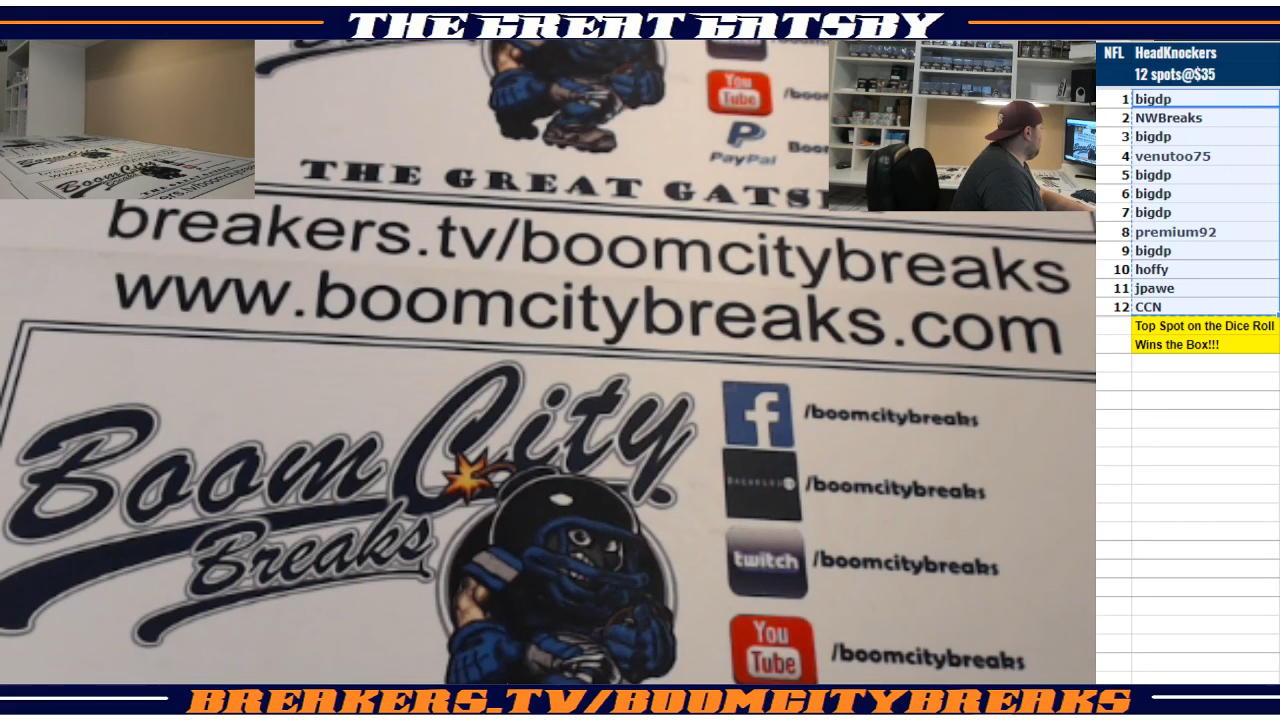 THE GREAT GATSBY
You
Tube
/boom
PayPal
Boom
THE GREAT GATS
breakers.tv/boomcitybreaks
www.boomcitybreaks.com
Boom City
Breaks
/boomcitybreaks
/boomcitybreaks
twitch /boomcitybreaks
You
Tube /boomcitybreaks
BREAKERS.TV/BOOMCITYBREAKS
NFL HeadKnockers
12 spots@$35
1 bigdp
2 NWBreaks
3 bigdp
4 venutoo75
5 bigdp
6 bigdp
7 bigdp
8 premium92
9 bigdp
10 hoffy
11 jpawe
12 CCN
Top Spot on the Dice Roll
Wins the Box!!!